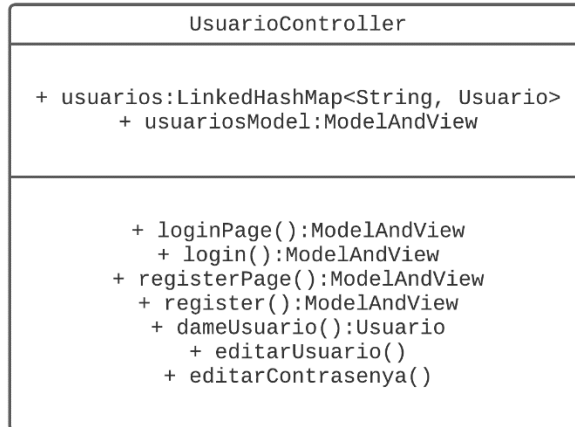 UsuarioController
+ usuarios:LinkedHashMap<String, Usuario>
+ usuariosModel:ModelAndView
+ loginPage():ModelAndView
+ login():ModelAndView
+ registerPage():ModelAndView
+ register():ModelAndView
+ dameUsuario():Usuario
+ editarUsuario()
+ editarContrasenya()